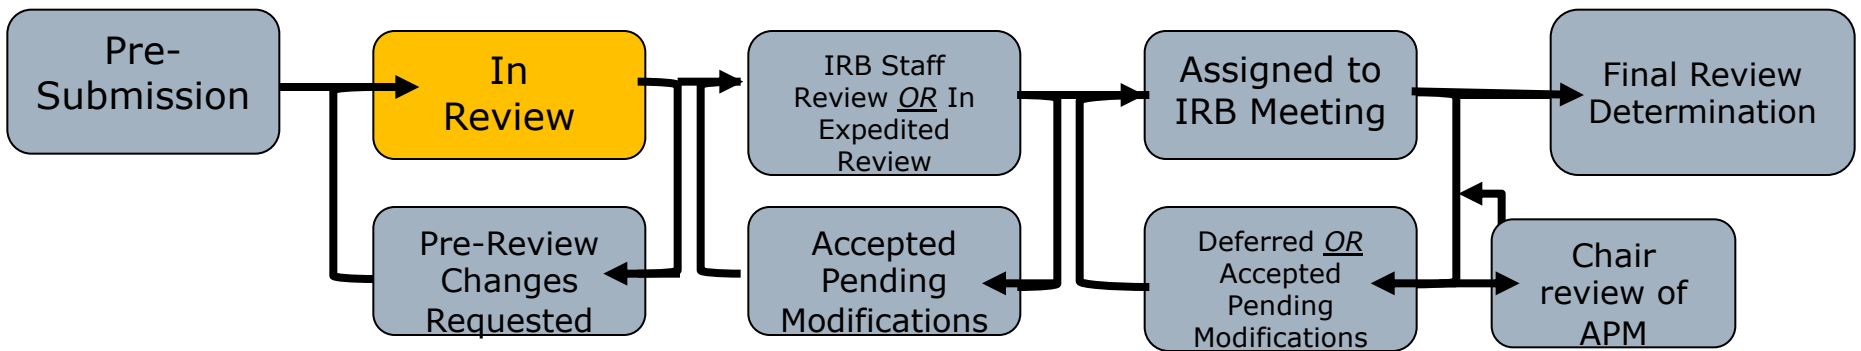 Pre-
Submission
In
Review
IRB Staff
Review OR In
Expedited
Review
Assigned to
IRB Meeting
Final Review
Determination
Pre-Review
Changes
Requested
Accepted
Pending
Modifications
Deferred OR
Accepted
Pending
Modifications
Chair
review of
APM